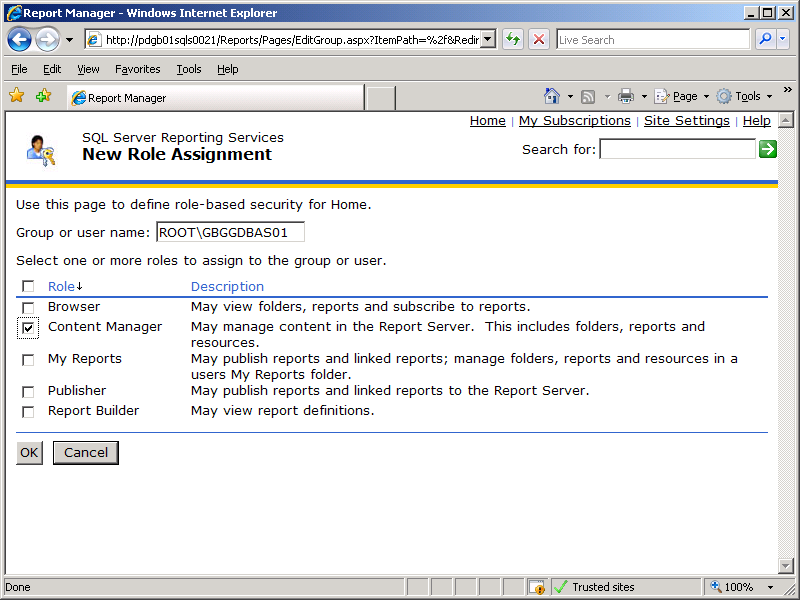 Report Manager - Windows Internet Explorer
http://pdgb01sqls0021/Reports/Pages/EditGroup.aspx?ItemPath=%2f&Redir
Live Search
File Edit View Favorites Tools Help
Report Manager
Page Tools »
Home | My Subscriptions | Site Settings | Help
SQL Server Reporting Services
New Role Assignment
Search for:
Use this page to define role-based security for Home.
Group or user name: ROOT\GBGGDBAS01
Select one or more roles to assign to the group or user.
Role↓ Description
Browser May view folders, reports and subscribe to reports.
Content Manager May manage content in the Report Server. This includes folders, reports and
resources.
My Reports May publish reports and linked reports; manage folders, reports and resources in a
users My Reports folder.
Publisher May publish reports and linked reports to the Report Server.
Report Builder May view report definitions.
OK Cancel
Done Trusted sites 100%